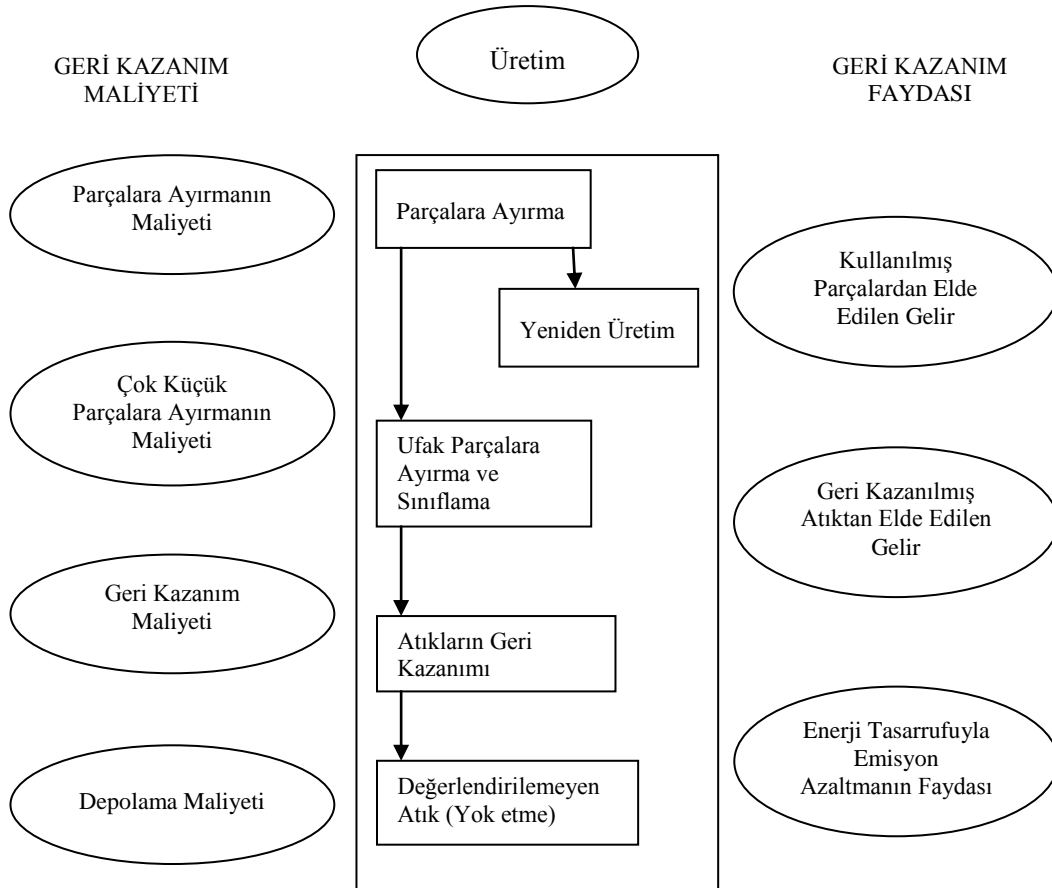 Üretim
GERİ KAZANIM
MALİYETİ
GERİ KAZANIM
FAYDASI
Parçalara Ayırmanın
Maliyeti
Parçalara Ayırma
Kullanılmış
Parçalardan Elde
Edilen Gelir
Yeniden Üretim
Çok Küçük
Parçalara Ayırmanın
Maliyeti
Ufak Parçalara
Ayırma ve
Sınıflama
Geri Kazanılmış
Atıktan Elde Edilen
Gelir
Geri Kazanım
Maliyeti
Atıkların Geri
Kazanımı
Enerji Tasarrufuyla
Emisyon
Azaltmanın Faydası
Depolama Maliyeti
Değerlendirilemeyen
Atık (Yok etme)